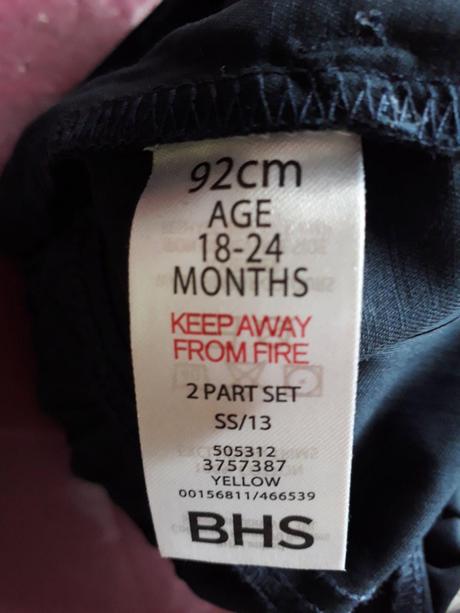 92cm
AGE
18-24
MONTHS
KEEP AWAY
FROM FIRE
2 PART SET
SS/13
505312
3757387
YELLOW
00156811/466539
BHS